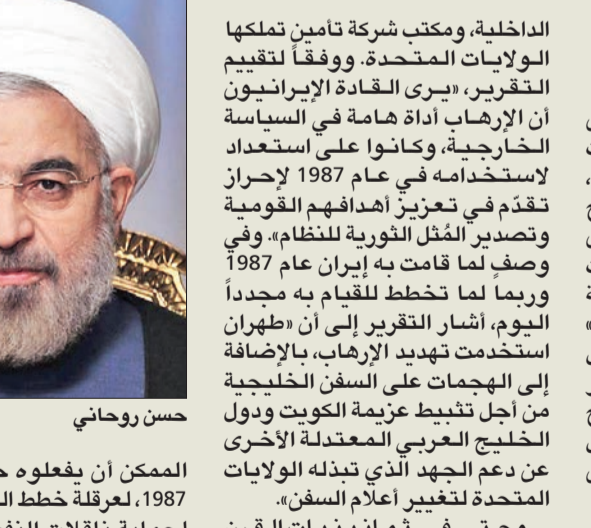 الداخلية، ومكتب شركة تأمين تملكها
الولايات المتحدة. ووفقاً لتقييم
التقرير، «يرى القادة الإيرانيون
أن الإرهاب أداة هامة في السياسة
الخارجية، وكانوا على استعداد
لاستخدامه في عام 1987 لإحراز
تقدّم في تعزيز أهدافهم القومية
وتصدير المُثل الثورية للنظام». وفي
وصف لما قامت به إيران عام 1987
وربما لما تخطط للقيام به مجدداً
اليوم، أشار التقرير إلى أن «طهران
استخدمت تهديد الإرهاب، بالإضافة
إلى الهجمات على السفن الخليجية
من أجل تثبيط عزيمة الكويت ودول
الخليج العربي المعتدلة الأخرى
عن دعم الجهد الذي تبذله الولايات
المتحدة لتغيير أعلام السفن».
حسن روحاني
الممكن أن يفعلوه
1987، لعرقلة خطط